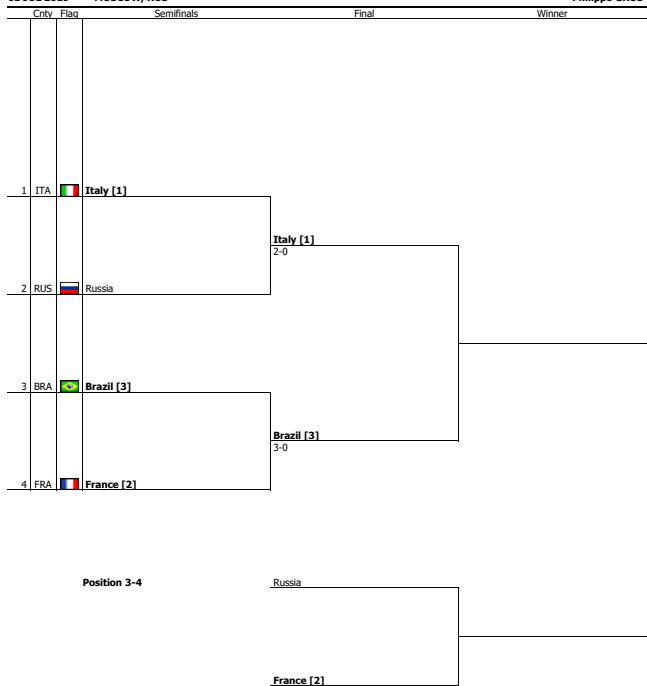 Cnty Flag Semifinals Final Winner
1 ITA Italy [1]
Italy [1]
2-0
2 RUS Russia
3 BRA Brazil [3]
Brazil [3]
3-0
4 FRA France [2]
Position 3-4 Russia
France [2]